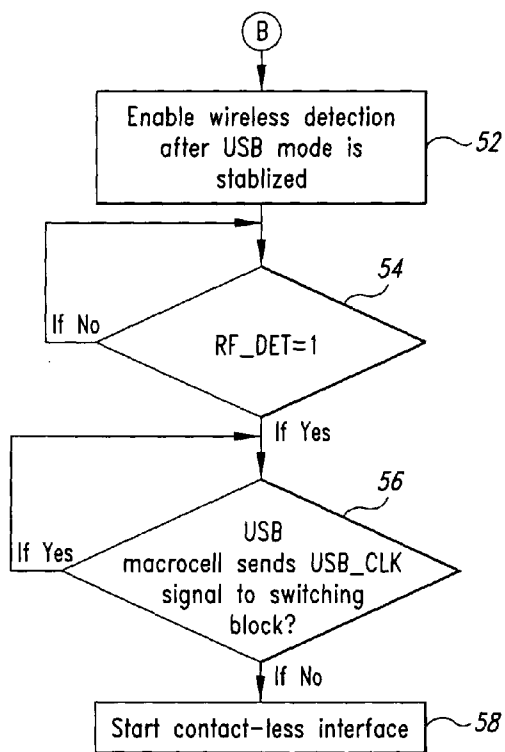 B
Enable wireless detection
after USB mode is
stablized
52
54
If No
RF_DET=1
If Yes
56
If Yes
USB
macrocell sends USB_CLK
signal to switching
block?
If No
Start contact-less interface
58